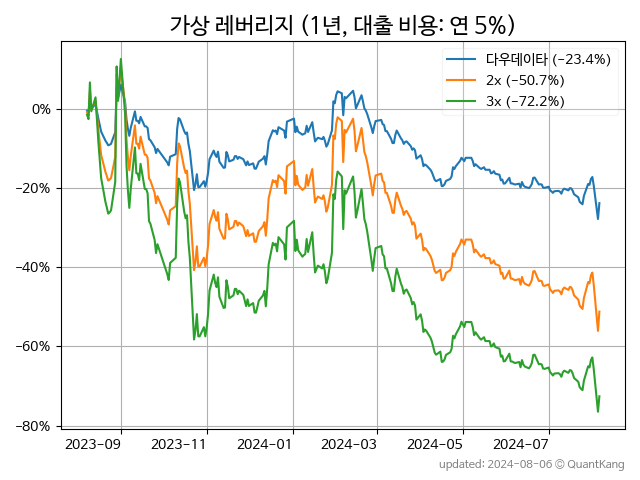 가상 레버리지 (1년, 대출 비용: 연 5%)
다우데이타 (−23.4%)
2x (−50.7%)
3x (−72.2%)
0%
−20%
−40%
−60%
−80%
2023-09 2023-11 2024-01 2024-03 2024-05 2024-07
updated: 2024-08-06 © QuantKang